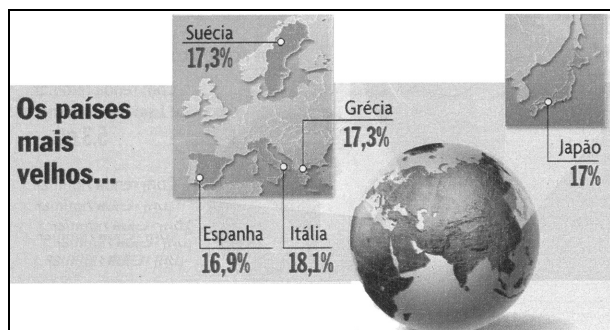 Suécia
17,3%
Os países
mais
velhos...
Grécia
17,3%
Japão
17%
Espanha
16,9%
Itália
18,1%